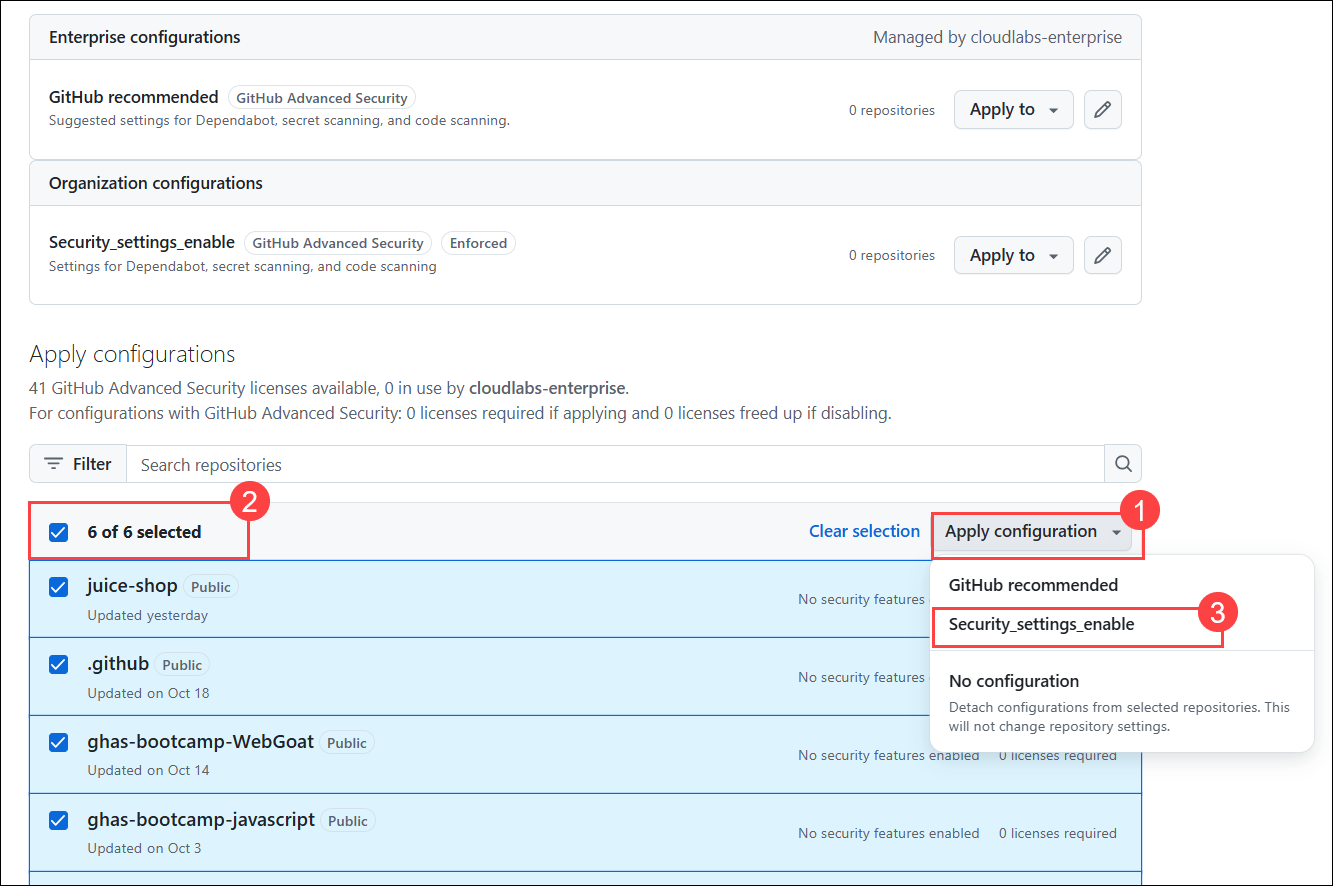 Enterprise configurations Managed by cloudlabs-enterprise
GitHub recommended GitHub Advanced Security
Suggested settings for Dependabot, secret scanning, and code scanning.
0 repositories Apply to
Organization configurations
Security_settings_enable GitHub Advanced Security Enforced
Settings for Dependabot, secret scanning, and code scanning
0 repositories Apply to
Apply configurations
41 GitHub Advanced Security licenses available, 0 in use by cloudlabs-enterprise.
For configurations with GitHub Advanced Security: 0 licenses required if applying and 0 licenses freed up if disabling.
Filter Search repositories
2 1
6 of 6 selected Clear selection Apply configuration
juice-shop Public
Updated yesterday
No security features
GitHub recommended
3
Security_settings_enable
.github Public
Updated on Oct 18
No security features
No configuration
Detach configurations from selected repositories. This
will not change repository settings.
ghas-bootcamp-WebGoat Public
Updated on Oct 14
No security features enabled 0 licenses required
ghas-bootcamp-javascript Public
Updated on Oct 3
No security features enabled 0 licenses required